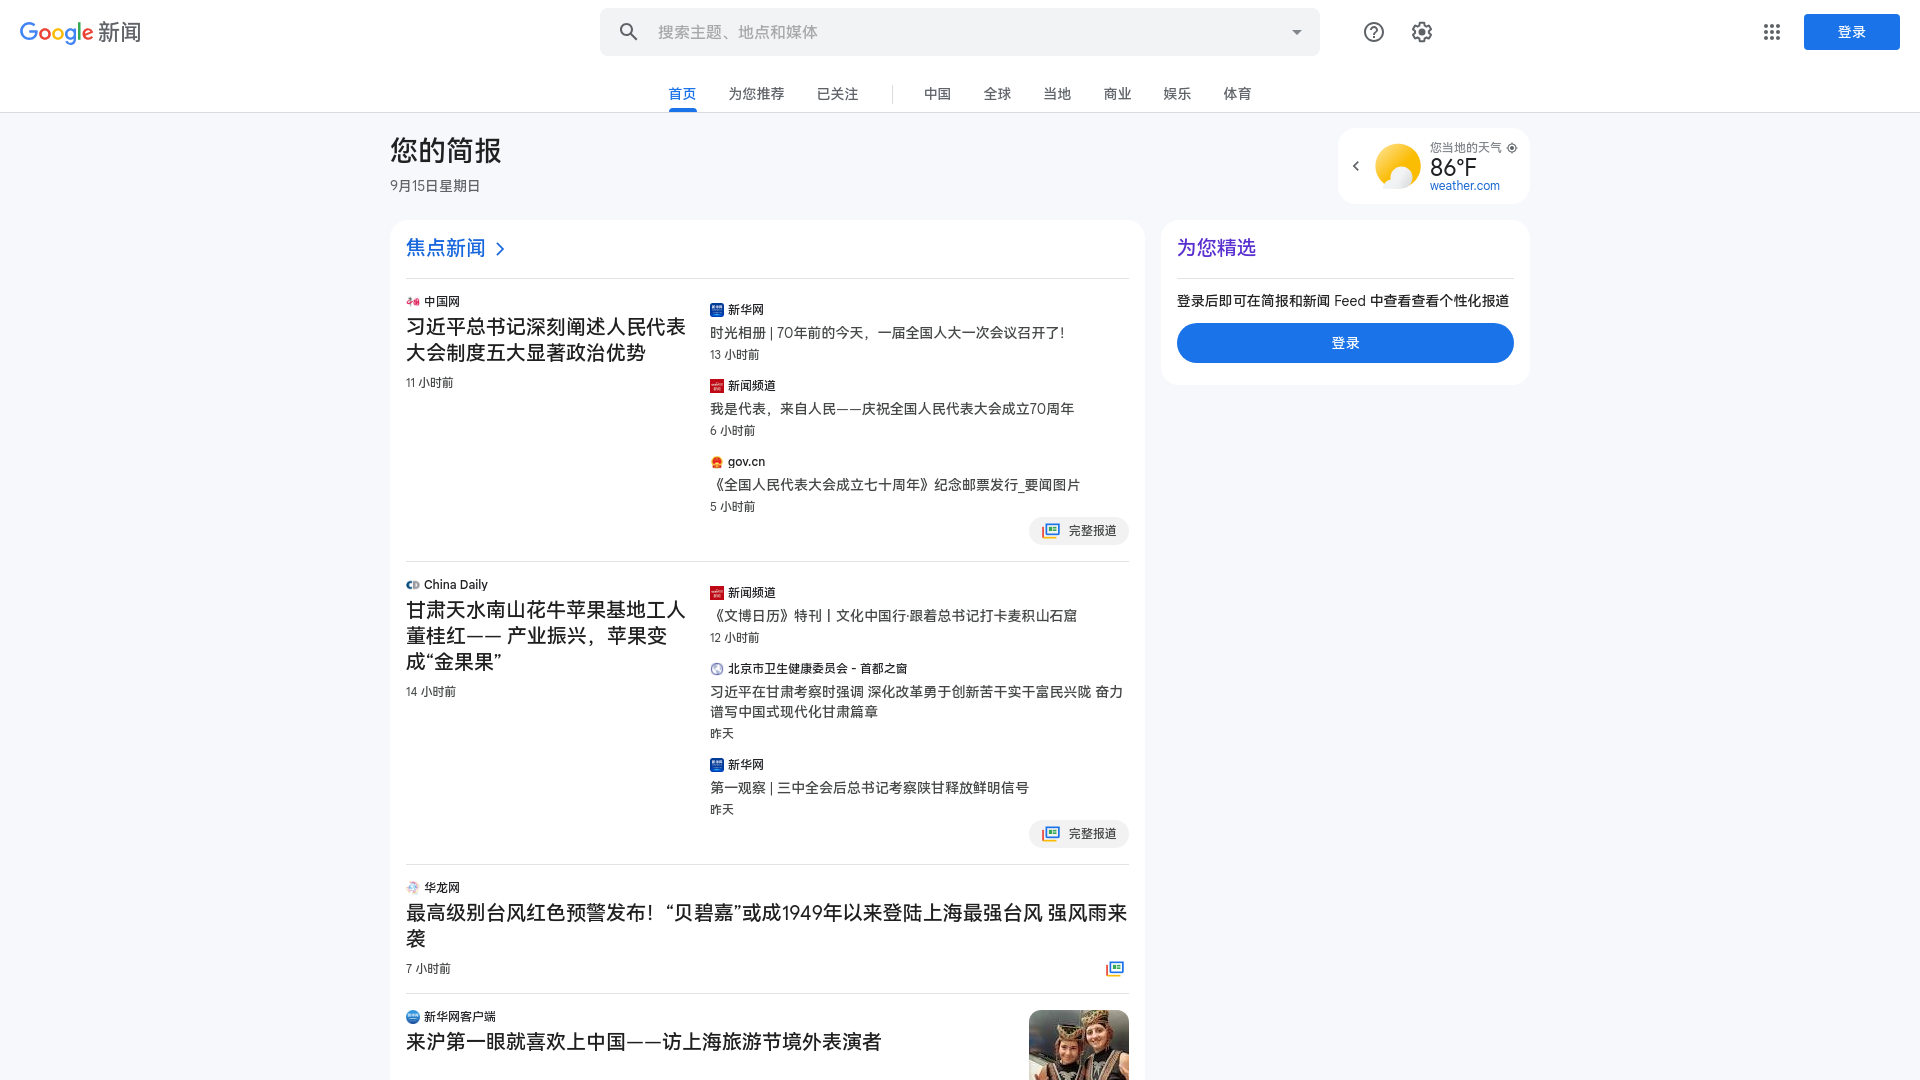 Google 新闻
搜索主题、地点和媒体
登录
首页
为您推荐
已关注
中国
全球
当地
商业
娱乐
体育
您的简报
9月15日星期日
您当地的天气
86°F
weather.com
焦点新闻
中国网
习近平总书记深刻阐述人民代表
大会制度五大显著政治优势
11 小时前
新华网
时光相册 | 70年前的今天，一届全国人大一次会议召开了！
13 小时前
新闻频道
我是代表，来自人民——庆祝全国人民代表大会成立70周年
6 小时前
gov.cn
《全国人民代表大会成立七十周年》纪念邮票发行_要闻图片
5 小时前
完整报道
China Daily
甘肃天水南山花牛苹果基地工人
董桂红—— 产业振兴，苹果变
成“金果果”
14 小时前
新闻频道
《文博日历》特刊丨文化中国行·跟着总书记打卡麦积山石窟
12 小时前
北京市卫生健康委员会 - 首都之窗
习近平在甘肃考察时强调 深化改革勇于创新苦干实干富民兴陇 奋力
谱写中国式现代化甘肃篇章
昨天
新华网
第一观察 | 三中全会后总书记考察陕甘释放鲜明信号
昨天
完整报道
华龙网
最高级别台风红色预警发布！“贝碧嘉”或成1949年以来登陆上海最强台风 强风雨来
袭
7 小时前
新华网客户端
来沪第一眼就喜欢上中国——访上海旅游节境外表演者
为您精选
登录后即可在简报和新闻 Feed 中查看查看个性化报道
登录